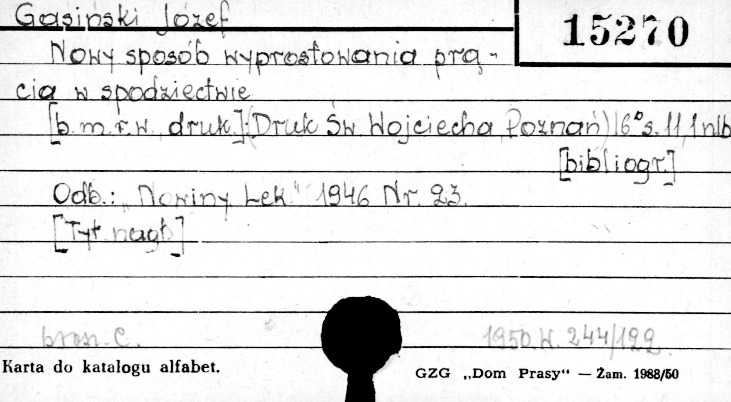 Gąsiński Józef
15270
Nowy sposób wyprostowania prą-
cia w spodziectwie
[b.m.r.w. druk.] (Druk Św. Wojciecha, Poznań) 16° s. 11, 1 nlb
[bibliogr.]
Odb.: "Nowiny Lek." 1946 Nr. 23.
[Tyt. nagł.]
brosz. C.
1950.W. 244/122
Karta do katalogu alfabet.
GZG „Dom Prasy“ — Żam. 1988/50